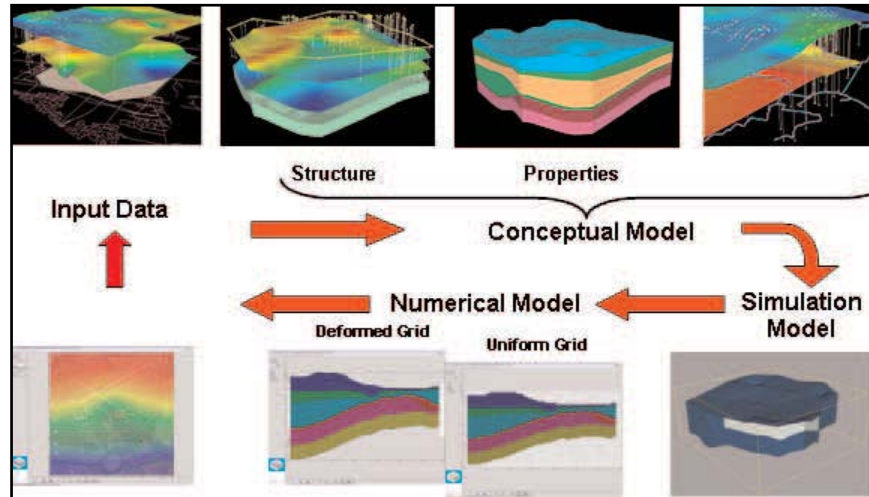 Structure
Properties
Input Data
Conceptual Model
Numerical Model
Simulation
Model
Deformed Grid
Uniform Grid